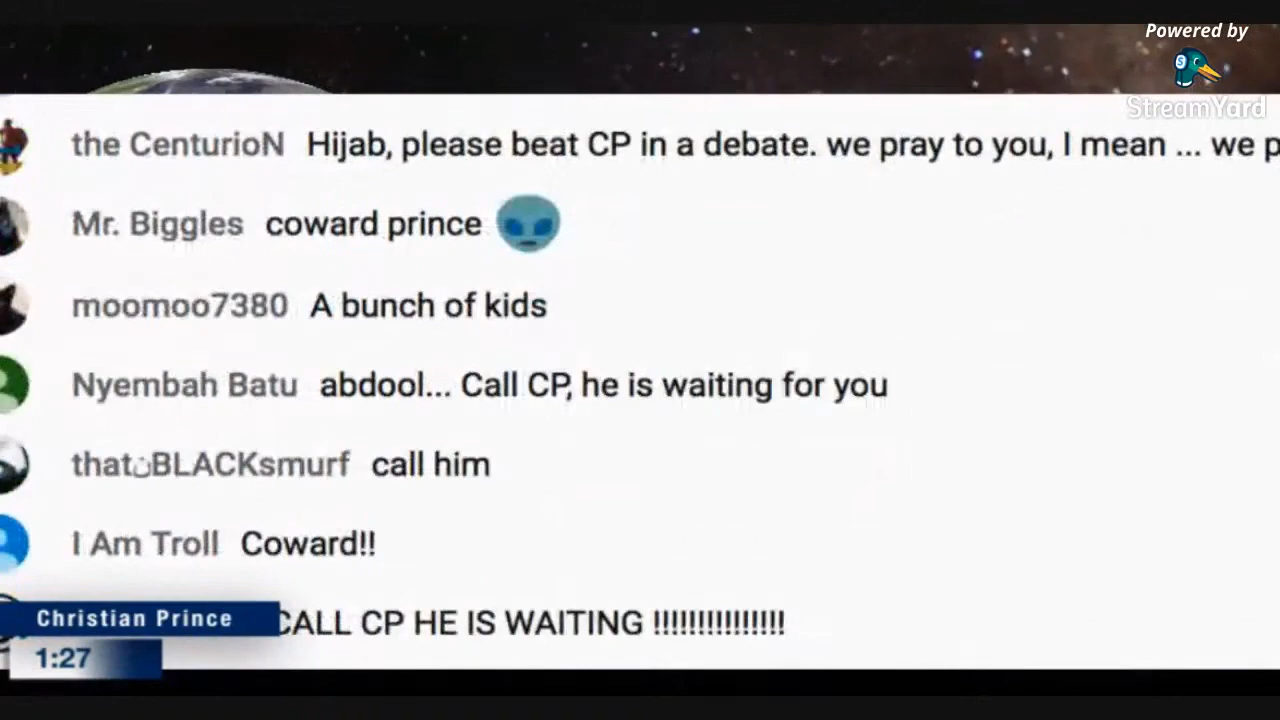 Powered by
StreamYard
the CenturioN Hijab, please beat CP in a debate. we pray to you, I mean ... we p
Mr. Biggles coward prince
moomoo7380 A bunch of kids
Nyembah Batu abdool... Call CP, he is waiting for you
thatنBLACKsmurf call him
I Am Troll Coward!!
CALL CP HE IS WAITING !!!!!!!!!!!!!!!
Christian Prince
1:27